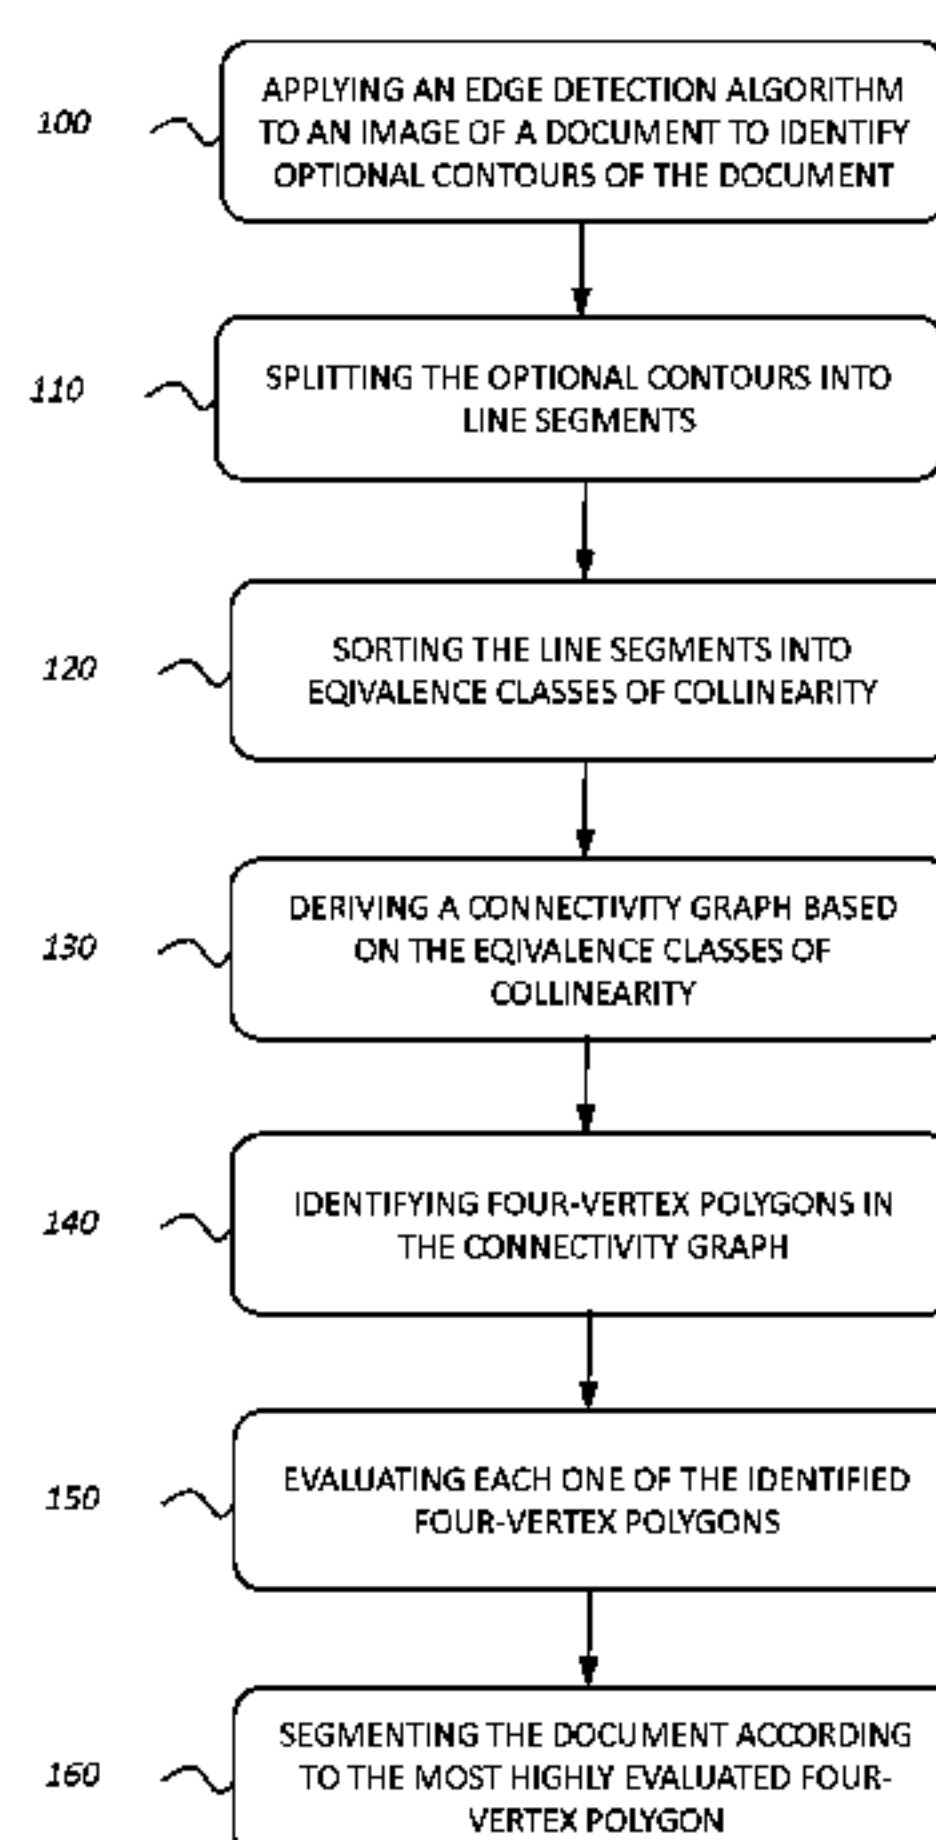 100
APPLYING AN EDGE DETECTION ALGORITHM
TO AN IMAGE OF A DOCUMENT TO IDENTIFY
OPTIONAL CONTOURS OF THE DOCUMENT
110
SPLITTING THE OPTIONAL CONTOURS INTO
LINE SEGMENTS
120
SORTING THE LINE SEGMENTS INTO
EQIVALENCE CLASSES OF COLLINEARITY
130
DERIVING A CONNECTIVITY GRAPH BASED
ON THE EQIVALENCE CLASSES OF
COLLINEARITY
140
IDENTIFYING FOUR-VERTEX POLYGONS IN
THE CONNECTIVITY GRAPH
150
EVALUATING EACH ONE OF THE IDENTIFIED
FOUR-VERTEX POLYGONS
160
SEGMENTING THE DOCUMENT ACCORDING
TO THE MOST HIGHLY EVALUATED FOUR-
VERTEX POLYGON